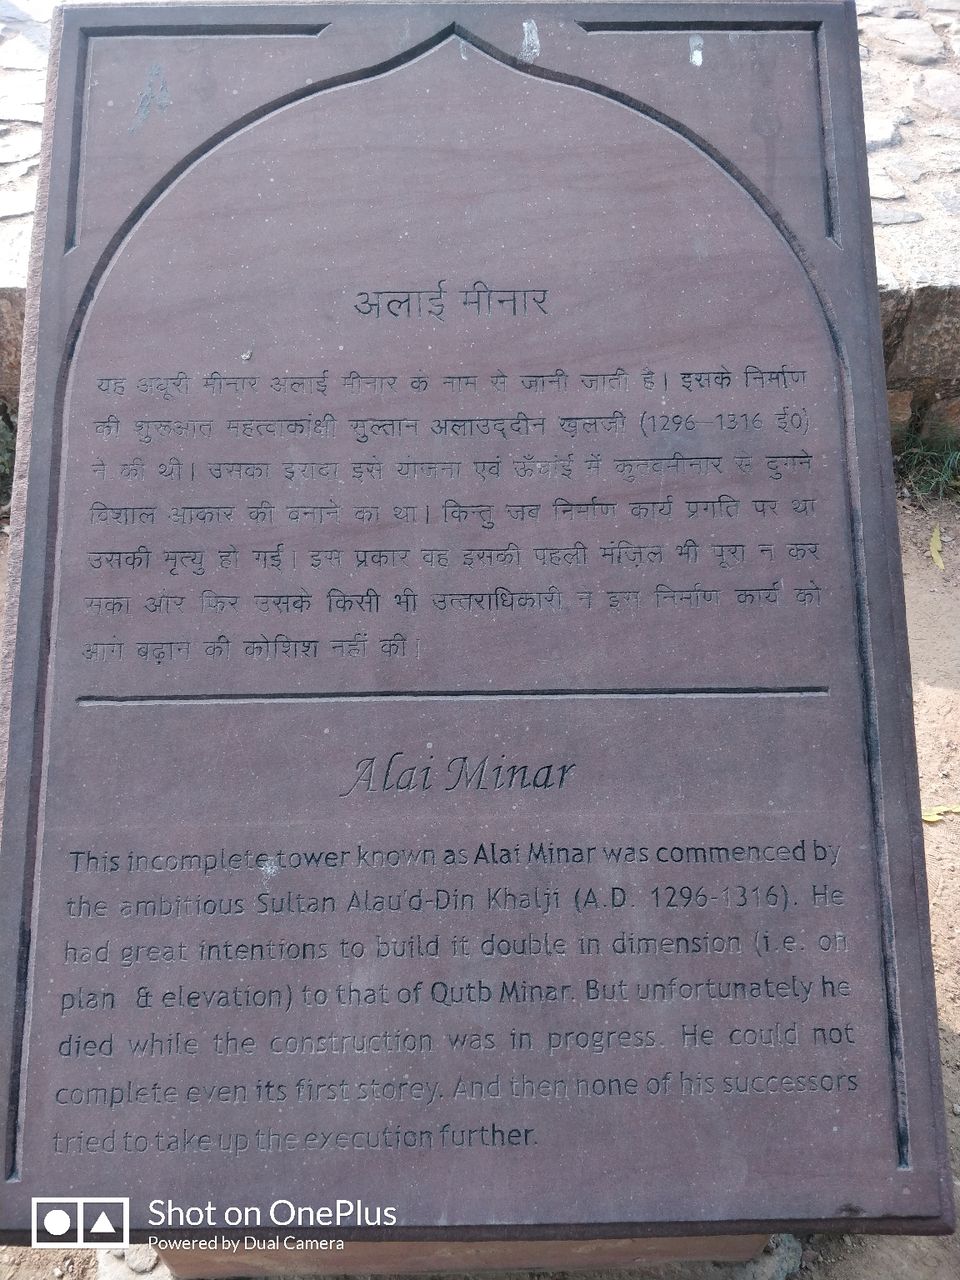 अलाई मीनार
यह अधूरी मीनार अलाई मीनार के नाम से जानी जाती है। इसके निर्माण
की शुरूआत महत्वाकांक्षी सुल्तान अलाउद्दीन ख़लजी (1296-1316 ई0)
ने की थी। उसका इरादा इसे योजना एवं ऊँचाई में कुतबमीनार से दुगने
विशाल आकार की बनाने का था। किन्तु जब निर्माण कार्य प्रगति पर था
उसकी मृत्यु हो गई। इस प्रकार वह इसकी पहली मंज़िल भी पूरा न कर
सका और फिर उसके किसी भी उत्तराधिकारी ने इस निर्माण कार्य को
आगे बढ़ाने की कोशिश नहीं की।
Alai Minar
This incomplete tower known as Alai Minar was commenced by
the ambitious Sultan Alau'd-Din Khalji (A.D. 1296-1316). He
had great intentions to build it double in dimension (i.e. on
plan & elevation) to that of Qutb Minar. But unfortunately he
died while the construction was in progress. He could not
complete even its first storey. And then none of his successors
tried to take up the execution further.
Shot on OnePlus
Powered by Dual Camera